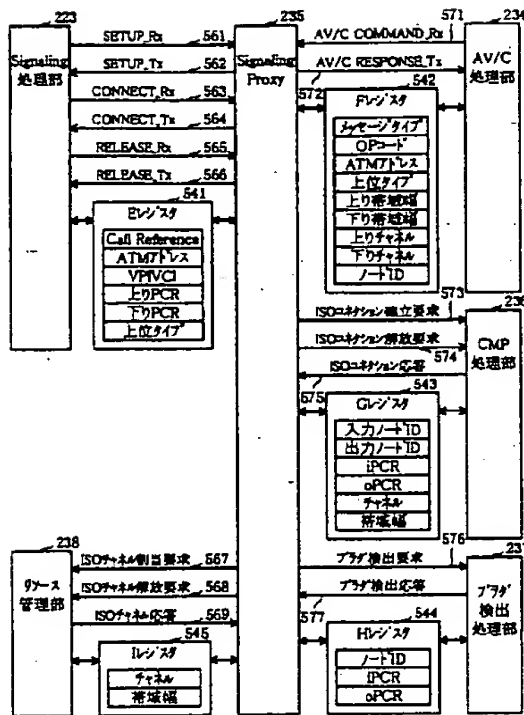 223
235
234
Signaling
処理部
SETUP_Rx 561
SETUP_Tx 562
CONNECT_Rx 563
CONNECT_Tx 564
RELEASE_Rx 565
RELEASE_Tx 566
541
Eレジスタ
Call Reference
ATMアドレス
VPI/VCI
上りPCR
下りPCR
上位タイプ
Signaling
Proxy
AV/C COMMAND_Rx 571
AV/C RESPONSE_Tx
572
542
AV/C
処理部
Fレジスタ
メッセージタイプ
OPコード
ATMアドレス
上位タイプ
上り帯域幅
下り帯域幅
上りチャネル
下りチャネル
ノードID
573
236
ISOコネクション確立要求
ISOコネクション解放要求
574
ISOコネクション応答
575
543
CMP
処理部
Gレジスタ
入力ノードID
出力ノードID
iPCR
oPCR
チャネル
帯域幅
576
238
リソース
管理部
ISOチャネル割当要求 567
ISOチャネル解放要求 568
ISOチャネル応答 569
545
Iレジスタ
チャネル
帯域幅
プラグ検出要求
プラグ検出応答
577
544
プラグ
検出
処理部
Hレジスタ
ノードID
iPCR
oPCR